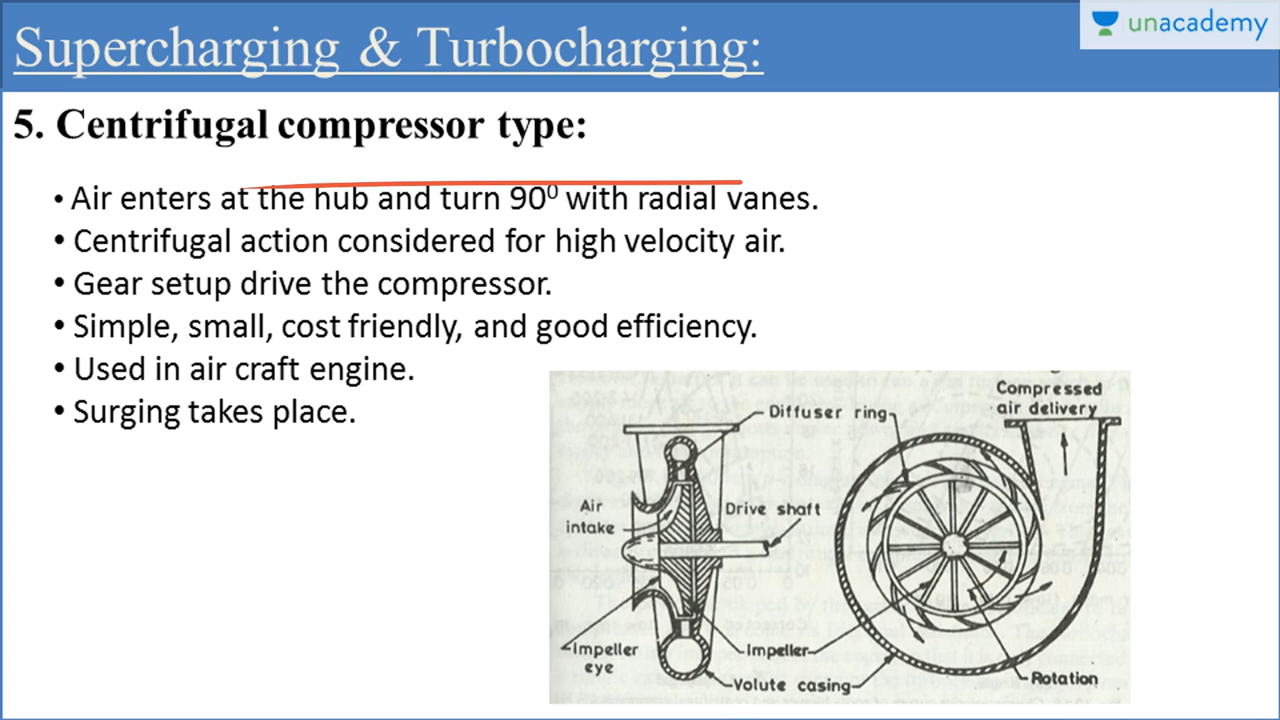 Supercharging & Turbocharging:
unacademy
5. Centrifugal compressor type:
• Air enters at the hub and turn 90⁰ with radial vanes.
• Centrifugal action considered for high velocity air.
• Gear setup drive the compressor.
• Simple, small, cost friendly, and good efficiency.
• Used in air craft engine.
• Surging takes place.
Compressed
air delivery
Diffuser ring
Air
intake
Drive shaft
Impeller
eye
Impeller
Volute casing
Rotation